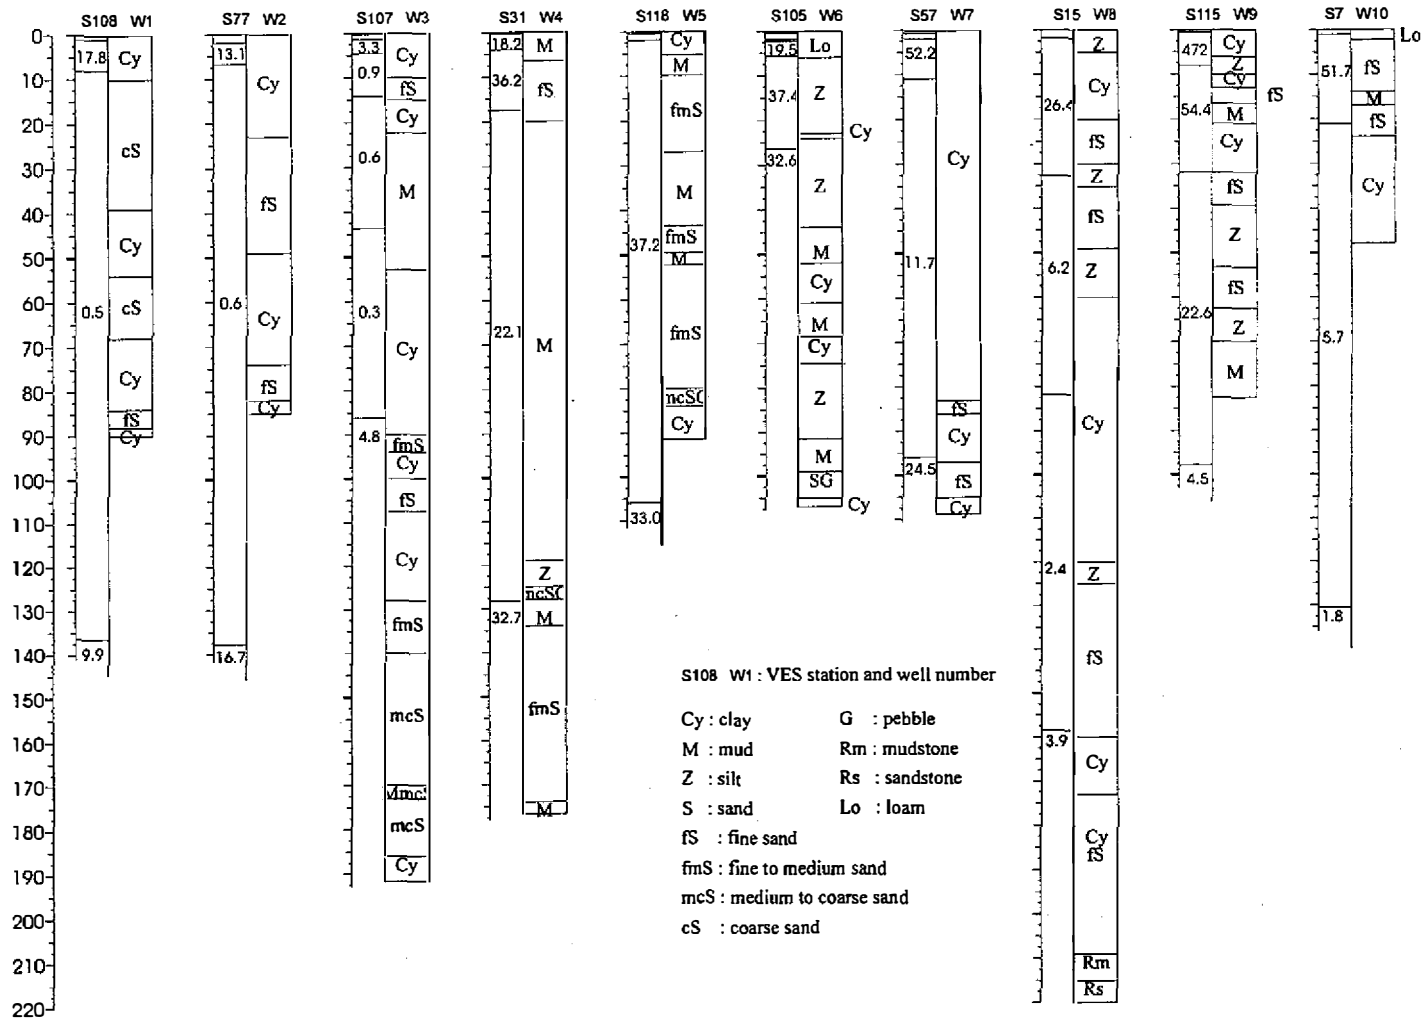 S108 W1
S77 W2
S107 W3
S31 W4
S118 W5
S105 W6
S57 W7
S15 W8
S115 W9
S7 W10
0
10
20
30
40
50
60
70
80
90
100
110
120
130
140
150
160
170
180
190
200
210
220
17.8
0.5
9.9
Cy
cS
Cy
cS
Cy
fS
Cy
13.1
0.6
16.7
Cy
fS
Cy
fS
Cy
3.3
0.9
0.6
0.3
4.8
Cy
fS
Cy
M
Cy
fmS
Cy
fS
Cy
fmS
mcS
mcS
Cy
18.2
36.2
22.1
32.7
M
fS
M
Z
M
fmS
M
37.2
33.0
Cy
M
fmS
M
fmS
M
fmS
Cy
19.5
37.4
32.6
Lo
Z
Cy
Z
M
Cy
M
Cy
Z
M
SG
Cy
52.2
11.7
24.5
Cy
fS
Cy
fS
Cy
26.4
6.2
2.4
3.9
Z
Cy
fS
Z
fS
Z
Cy
Z
fS
Cy
Cy
fS
Rm
Rs
472
54.4
22.6
4.5
Cy
Z
Cy
fS
M
Cy
fS
Z
fS
Z
M
51.7
5.7
1.8
Lo
fS
M
fS
Cy
S108 W1 : VES station and well number
Cy : clay G : pebble
M : mud Rm : mudstone
Z : silt Rs : sandstone
S : sand Lo : loam
fS : fine sand
fmS : fine to medium sand
mcS : medium to coarse sand
cS : coarse sand